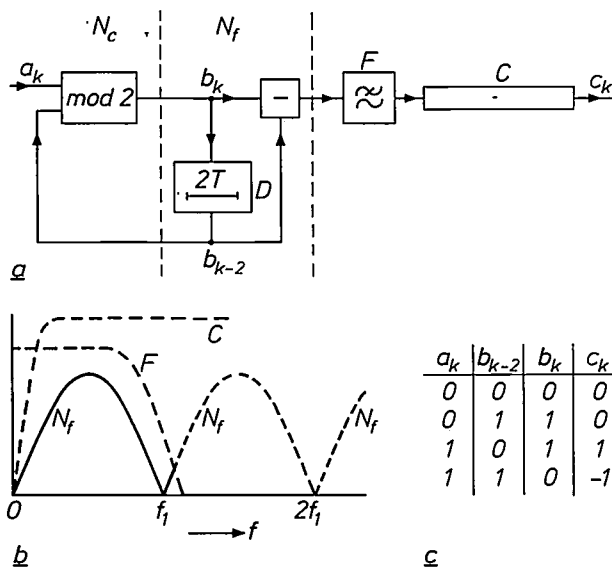 N_c N_f
a_k mod 2 b_k − F C c_k
2T D
b_{k-2}
a
C
F
N_f N_f N_f
0 f_1 2f_1
f
b
a_k b_{k-2} b_k c_k
0 0 0 0
0 1 1 0
1 0 1 1
1 1 0 -1
c